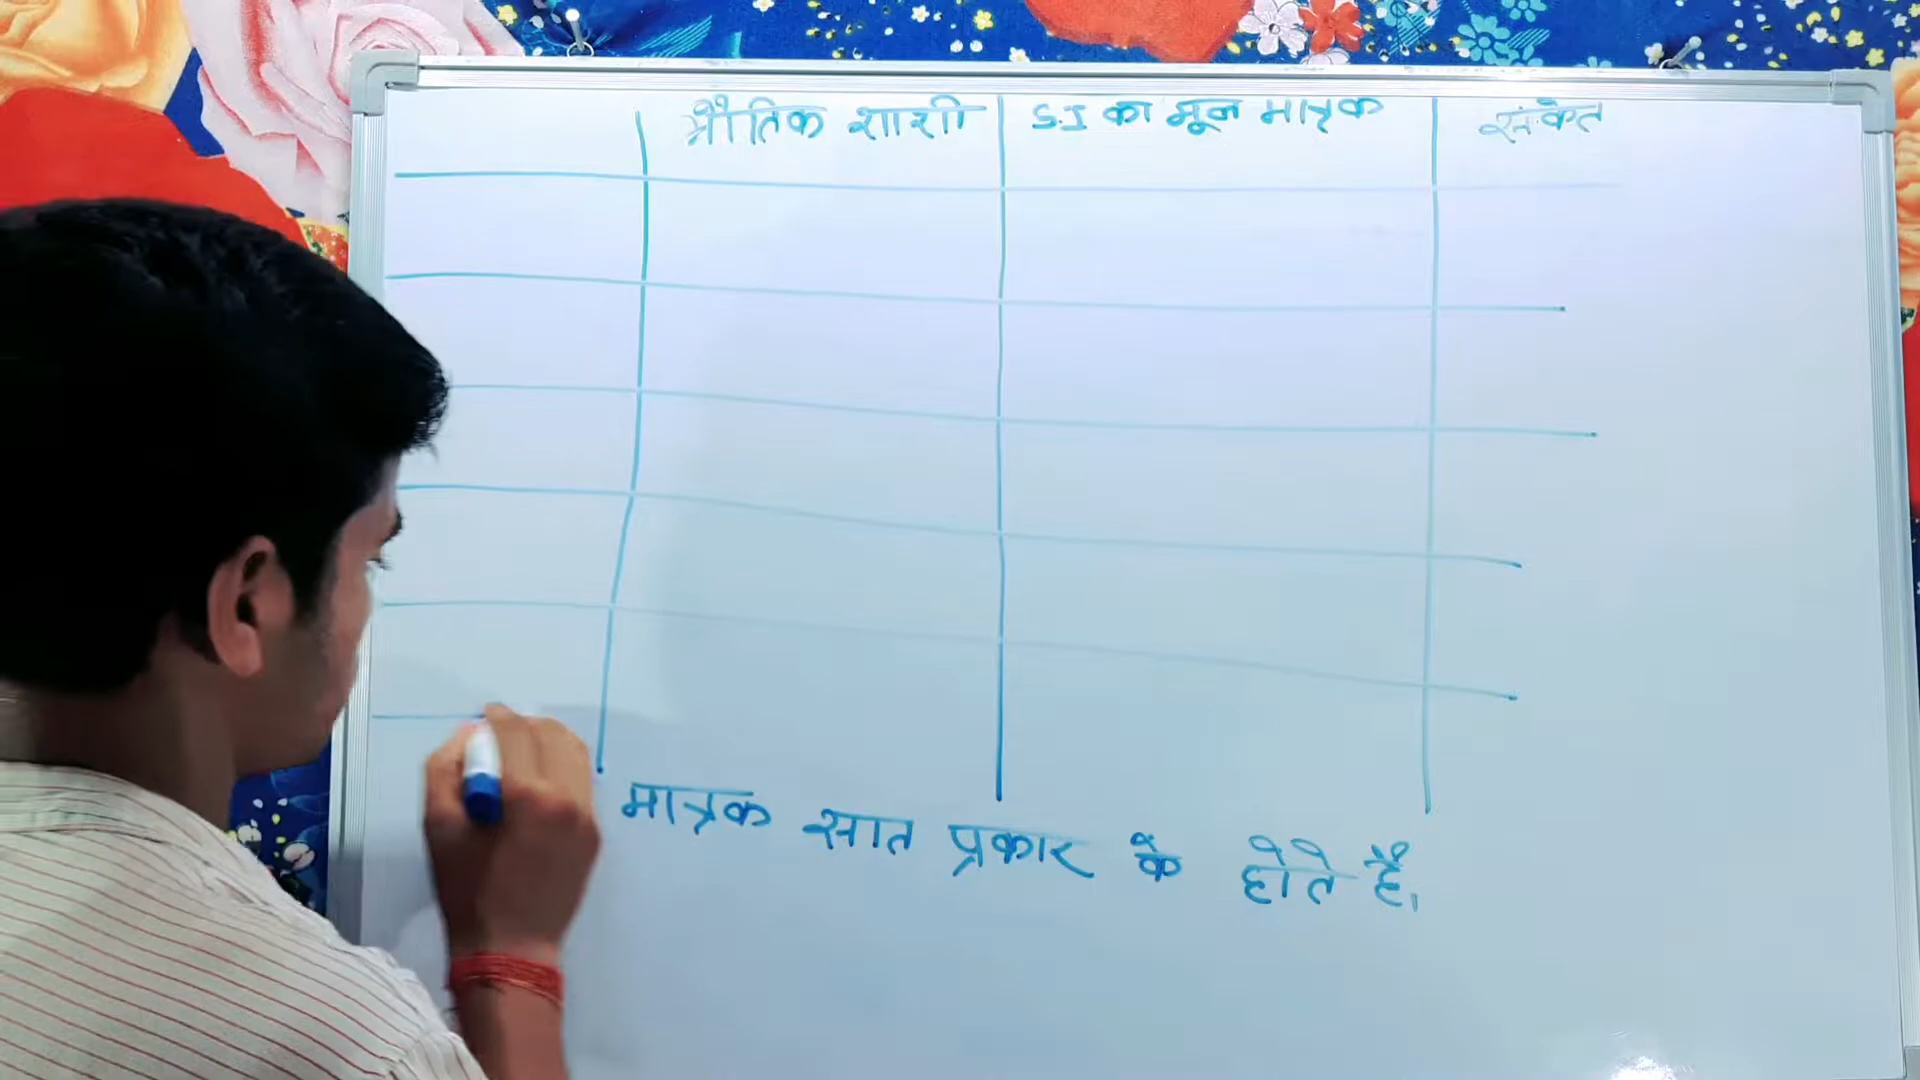 भौतिक राशी S.I का मूल मात्रक संकेत
मात्रक सात प्रकार के होते हैं।